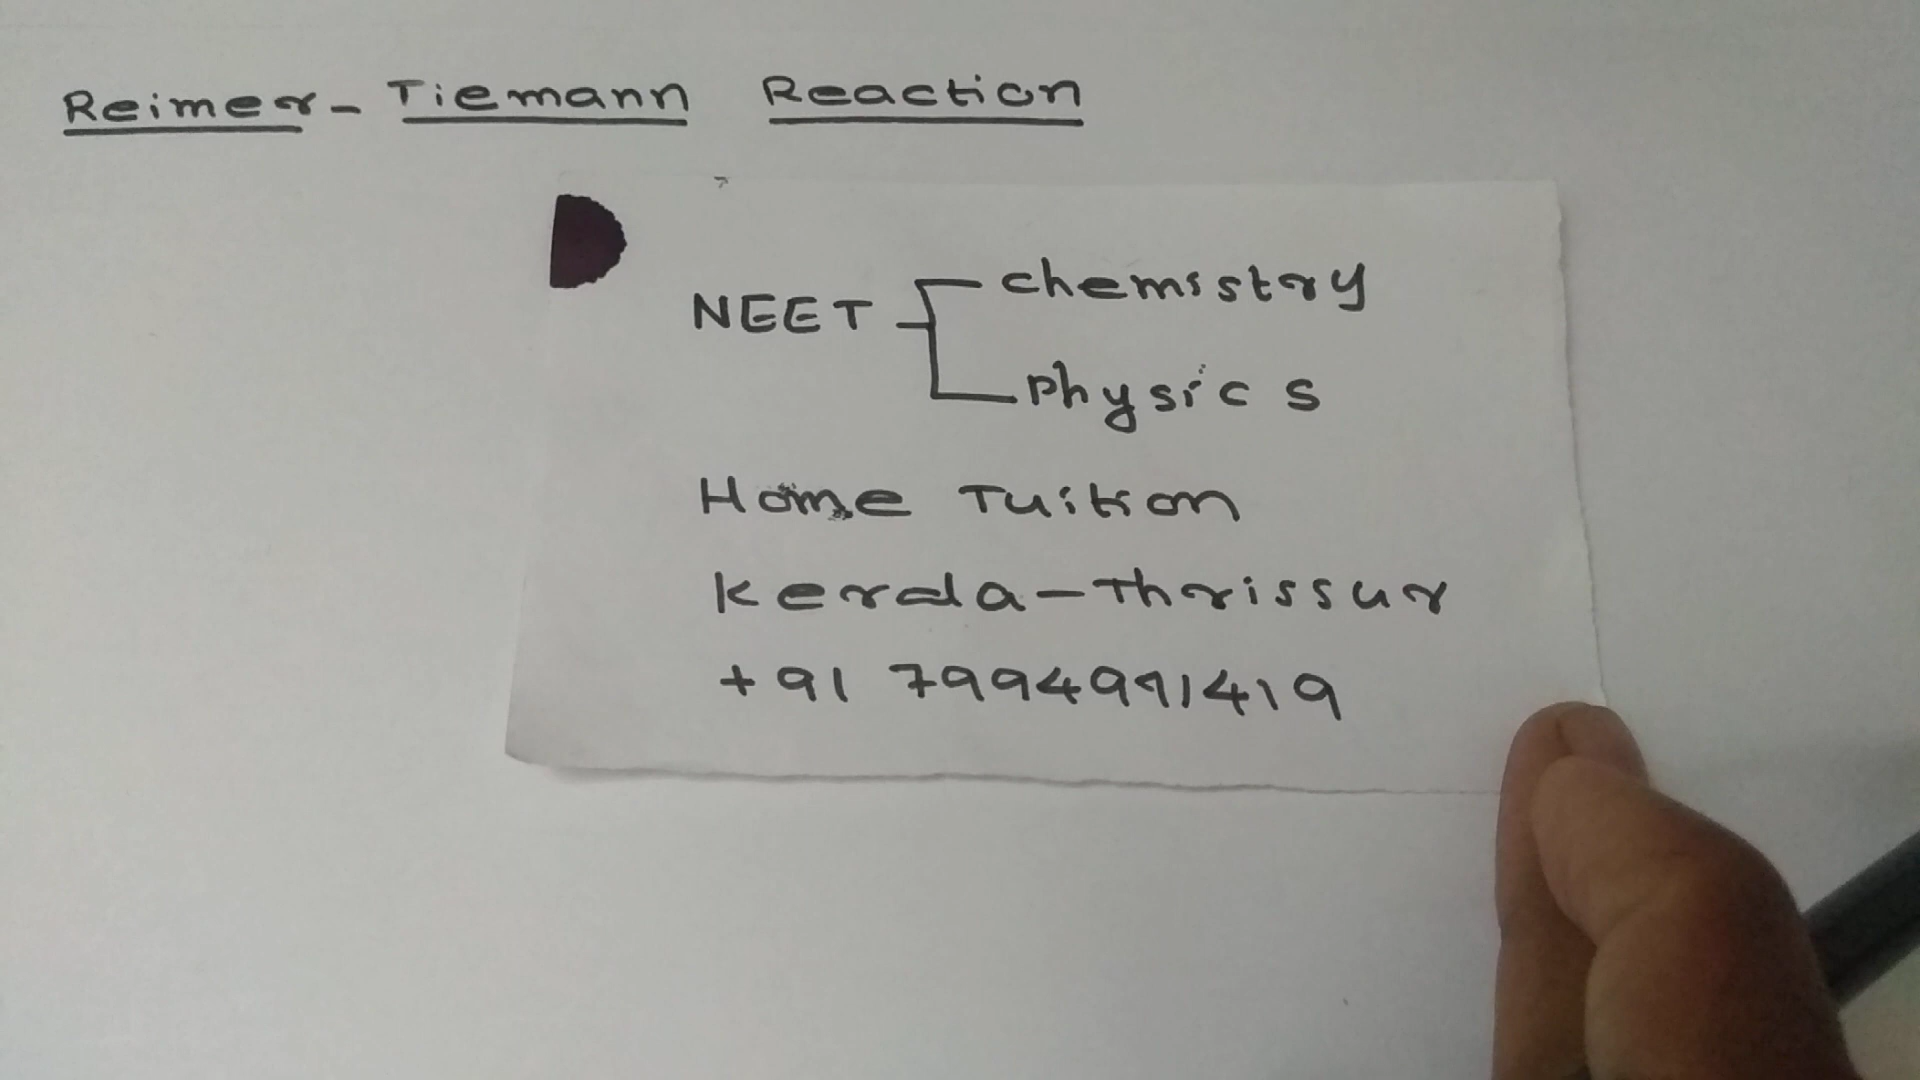 Reimer - Tiemann Reaction
NEET chemistry
physics
Home Tuition
Kerala - Thrissur
+91 7994991419